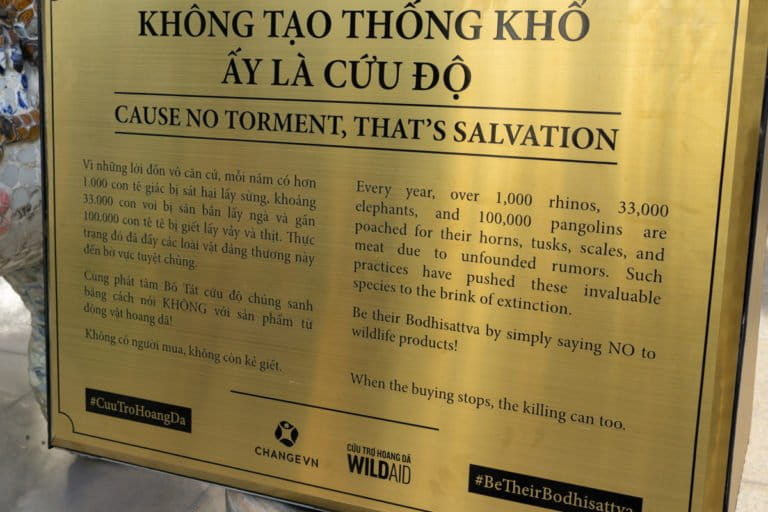 KHÔNG TẠO THỐNG KHỔ
ẤY LÀ CỨU ĐỘ
CAUSE NO TORMENT, THAT'S SALVATION
Vì những lời đồn vô căn cứ, mỗi năm có hơn
1.000 con tê giác bị sát hại lấy sừng, khoảng
33.000 con voi bị săn bắn lấy ngà và gần
100.000 con tê tê bị giết lấy vảy và thịt. Thực
trạng đó đã đẩy các loài vật đáng thương này
đến bờ vực tuyệt chủng.
Cùng phát tâm Bồ Tát cứu độ chúng sanh
bằng cách nói KHÔNG với sản phẩm từ
động vật hoang dã!
Không có người mua, không còn kẻ giết.
Every year, over 1,000 rhinos, 33,000
elephants, and 100,000 pangolins are
poached for their horns, tusks, scales, and
meat due to unfounded rumors. Such
practices have pushed these invaluable
species to the brink of extinction.
Be their Bodhisattva by simply saying NO to
wildlife products!
When the buying stops, the killing can too.
#CuuTroHoangDa
CHANGEVN
CỨU TRỢ HOANG DÃ
WILDAID
#BeTheirBodhisattva